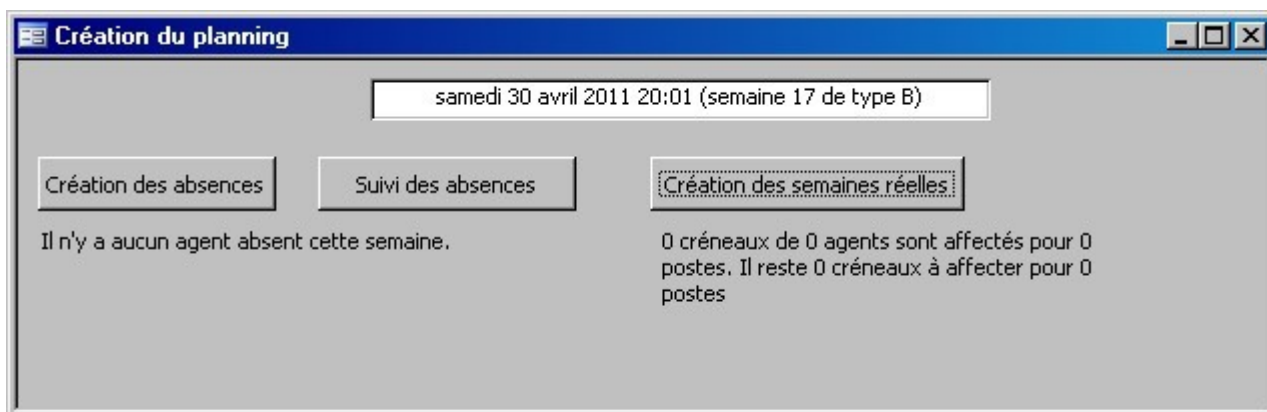 Création du planning
samedi 30 avril 2011 20:01 (semaine 17 de type B)
Création des absences
Suivi des absences
Création des semaines réelles
Il n'y a aucun agent absent cette semaine.
0 créneaux de 0 agents sont affectés pour 0
postes. Il reste 0 créneaux à affecter pour 0
postes